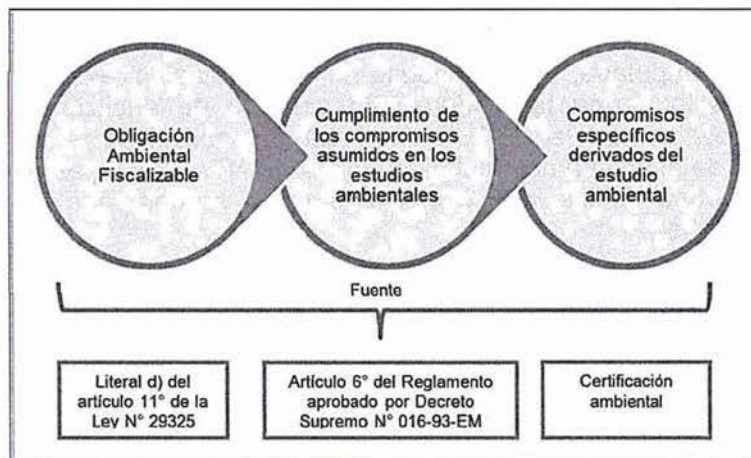 Obligación
Ambiental
Fiscalizable
Cumplimiento de
los compromisos
asumidos en los
estudios
ambientales
Compromisos
específicos
derivados del
estudio
ambiental
Fuente
Literal d) del
artículo 11° de la
Ley N° 29325
Artículo 6° del Reglamento
aprobado por Decreto
Supremo N° 016-93-EM
Certificación
ambiental